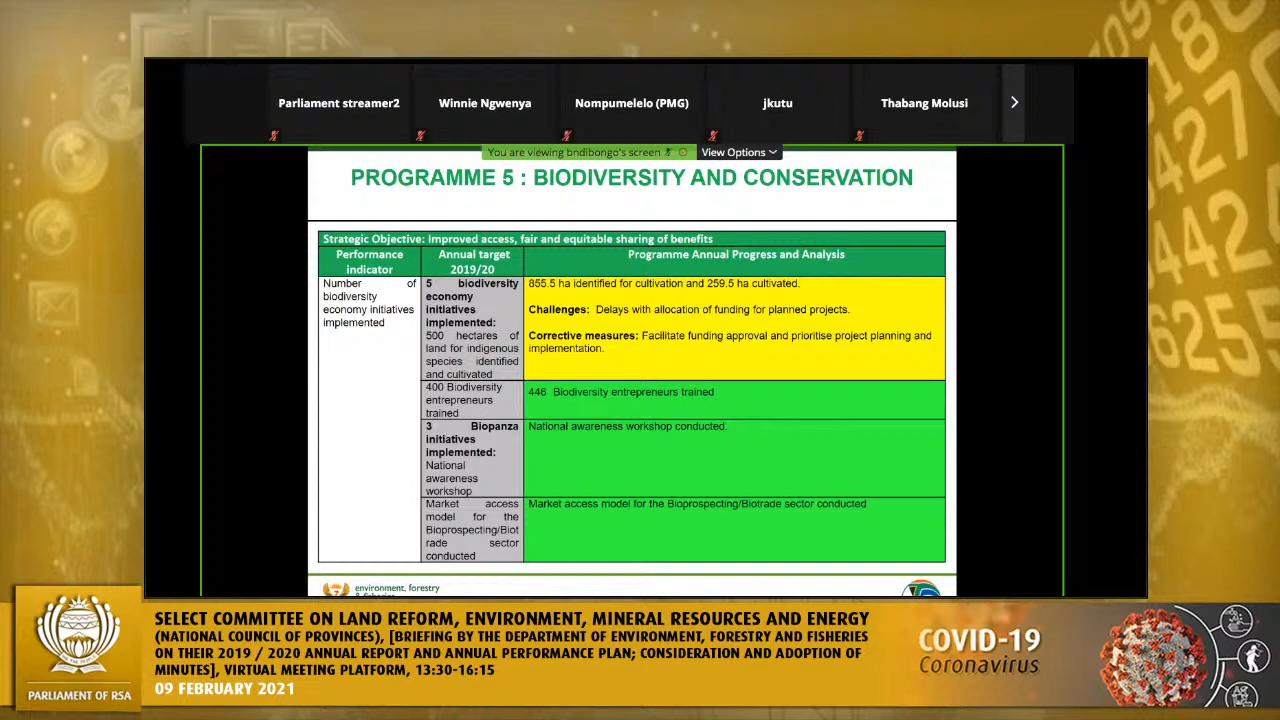 Parliament streamer2
Winnie Ngwenya
Nompumelelo (PMG)
jkutu
Thabang Molusi
You are viewing bndlbongo's screen
View Options
PROGRAMME 5 : BIODIVERSITY AND CONSERVATION
Strategic Objective: Improved access, fair and equitable sharing of benefits
Performance
indicator
Annual target
2019/20
Programme Annual Progress and Analysis
Number of
biodiversity
economy initiatives
implemented
5 biodiversity
economy
initiatives
implemented:
500 hectares of
land for indigenous
species identified
and cultivated
855.5 ha identified for cultivation and 259.5 ha cultivated.
Challenges: Delays with allocation of funding for planned projects.
Corrective measures: Facilitate funding approval and prioritise project planning and
implementation.
400 Biodiversity
entrepreneurs
trained
446 Biodiversity entrepreneurs trained
3 Biopanza
initiatives
implemented:
National
awareness
workshop
National awareness workshop conducted.
Market access
model for the
Bioprospecting/Biot
rade sector
conducted
Market access model for the Bioprospecting/Biotrade sector conducted
environment, forestry
& fisheries
PARLIAMENT OF RSA
SELECT COMMITTEE ON LAND REFORM, ENVIRONMENT, MINERAL RESOURCES AND ENERGY
(NATIONAL COUNCIL OF PROVINCES), [BRIEFING BY THE DEPARTMENT OF ENVIRONMENT, FORESTRY AND FISHERIES
ON THEIR 2019 / 2020 ANNUAL REPORT AND ANNUAL PERFORMANCE PLAN; CONSIDERATION AND ADOPTION OF
MINUTES], VIRTUAL MEETING PLATFORM, 13:30-16:15
09 FEBRUARY 2021
COVID-19
Coronavirus